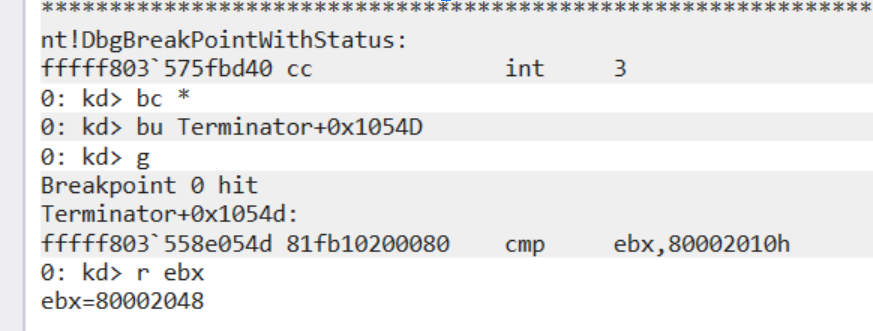 *******************************************************************************
nt!DbgBreakPointWithStatus:
fffff803`575fbd40 cc int 3
0: kd> bc *
0: kd> bu Terminator+0x1054D
0: kd> g
Breakpoint 0 hit
Terminator+0x1054d:
fffff803`558e054d 81fb10200080 cmp ebx,80002010h
0: kd> r ebx
ebx=80002048